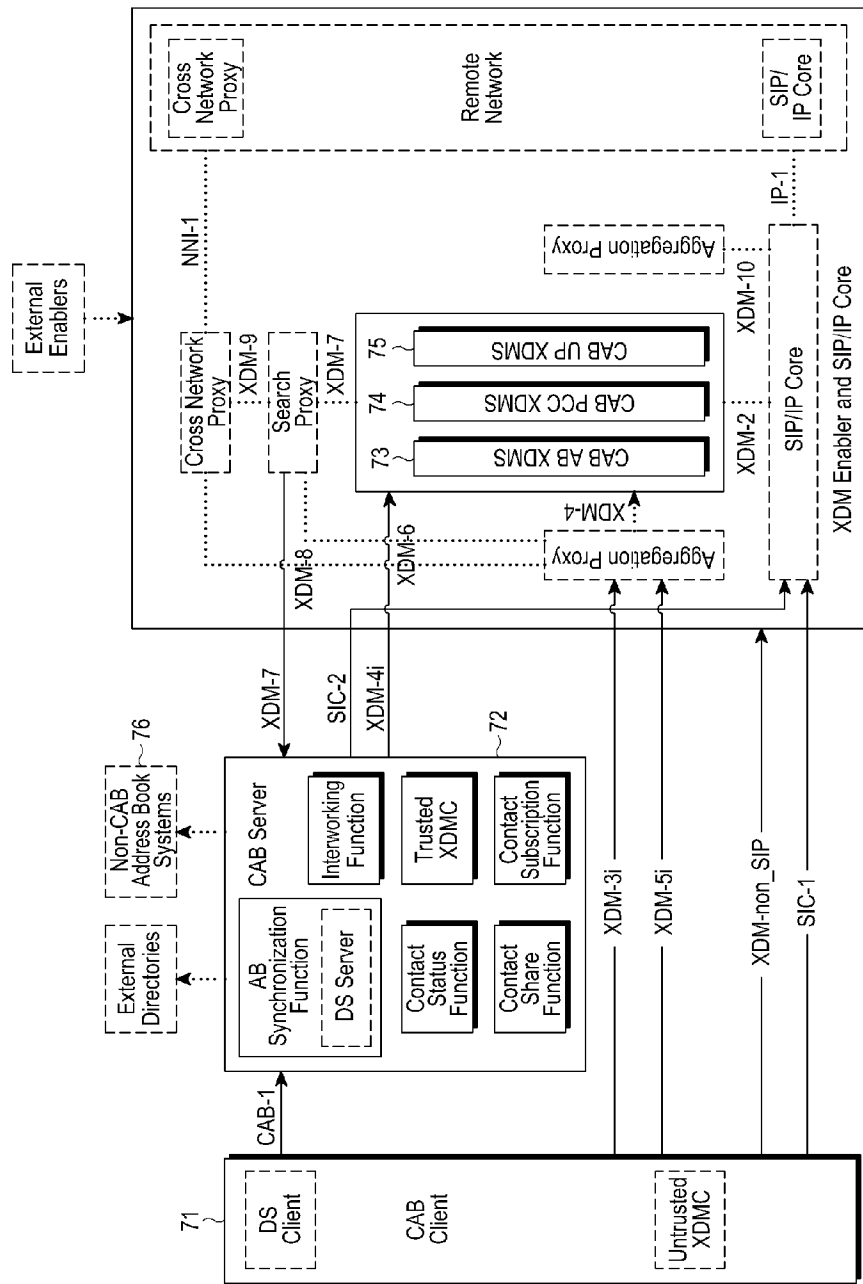 71
DS
Client
CAB
Client
Untrusted
XDMC
CAB-1
External
Directories
Non-CAB
Address Book
Systems
76
AB
Synchronization
Function
DS Server
CAB Server
Interworking
Function
Contact
Status
Function
Trusted
XDMC
Contact
Share
Function
Contact
Subscription
Function
72
XDM-7
SIC-2
XDM-4i
XDM-3i
XDM-5i
XDM-non_SIP
SIC-1
External
Enablers
Cross Network
Proxy
XDM-9
Search
Proxy
XDM-7
XDM-8
XDM-6
NNI-1
Cross
Network
Proxy
Remote
Network
SIP/
IP Core
73
CAB AB XDMS
74
CAB PCC XDMS
75
CAB UP XDMS
XDM-4
Aggregation Proxy
XDM-2
Aggregation Proxy
XDM-10
IP-1
SIP/IP Core
XDM Enabler and SIP/IP Core